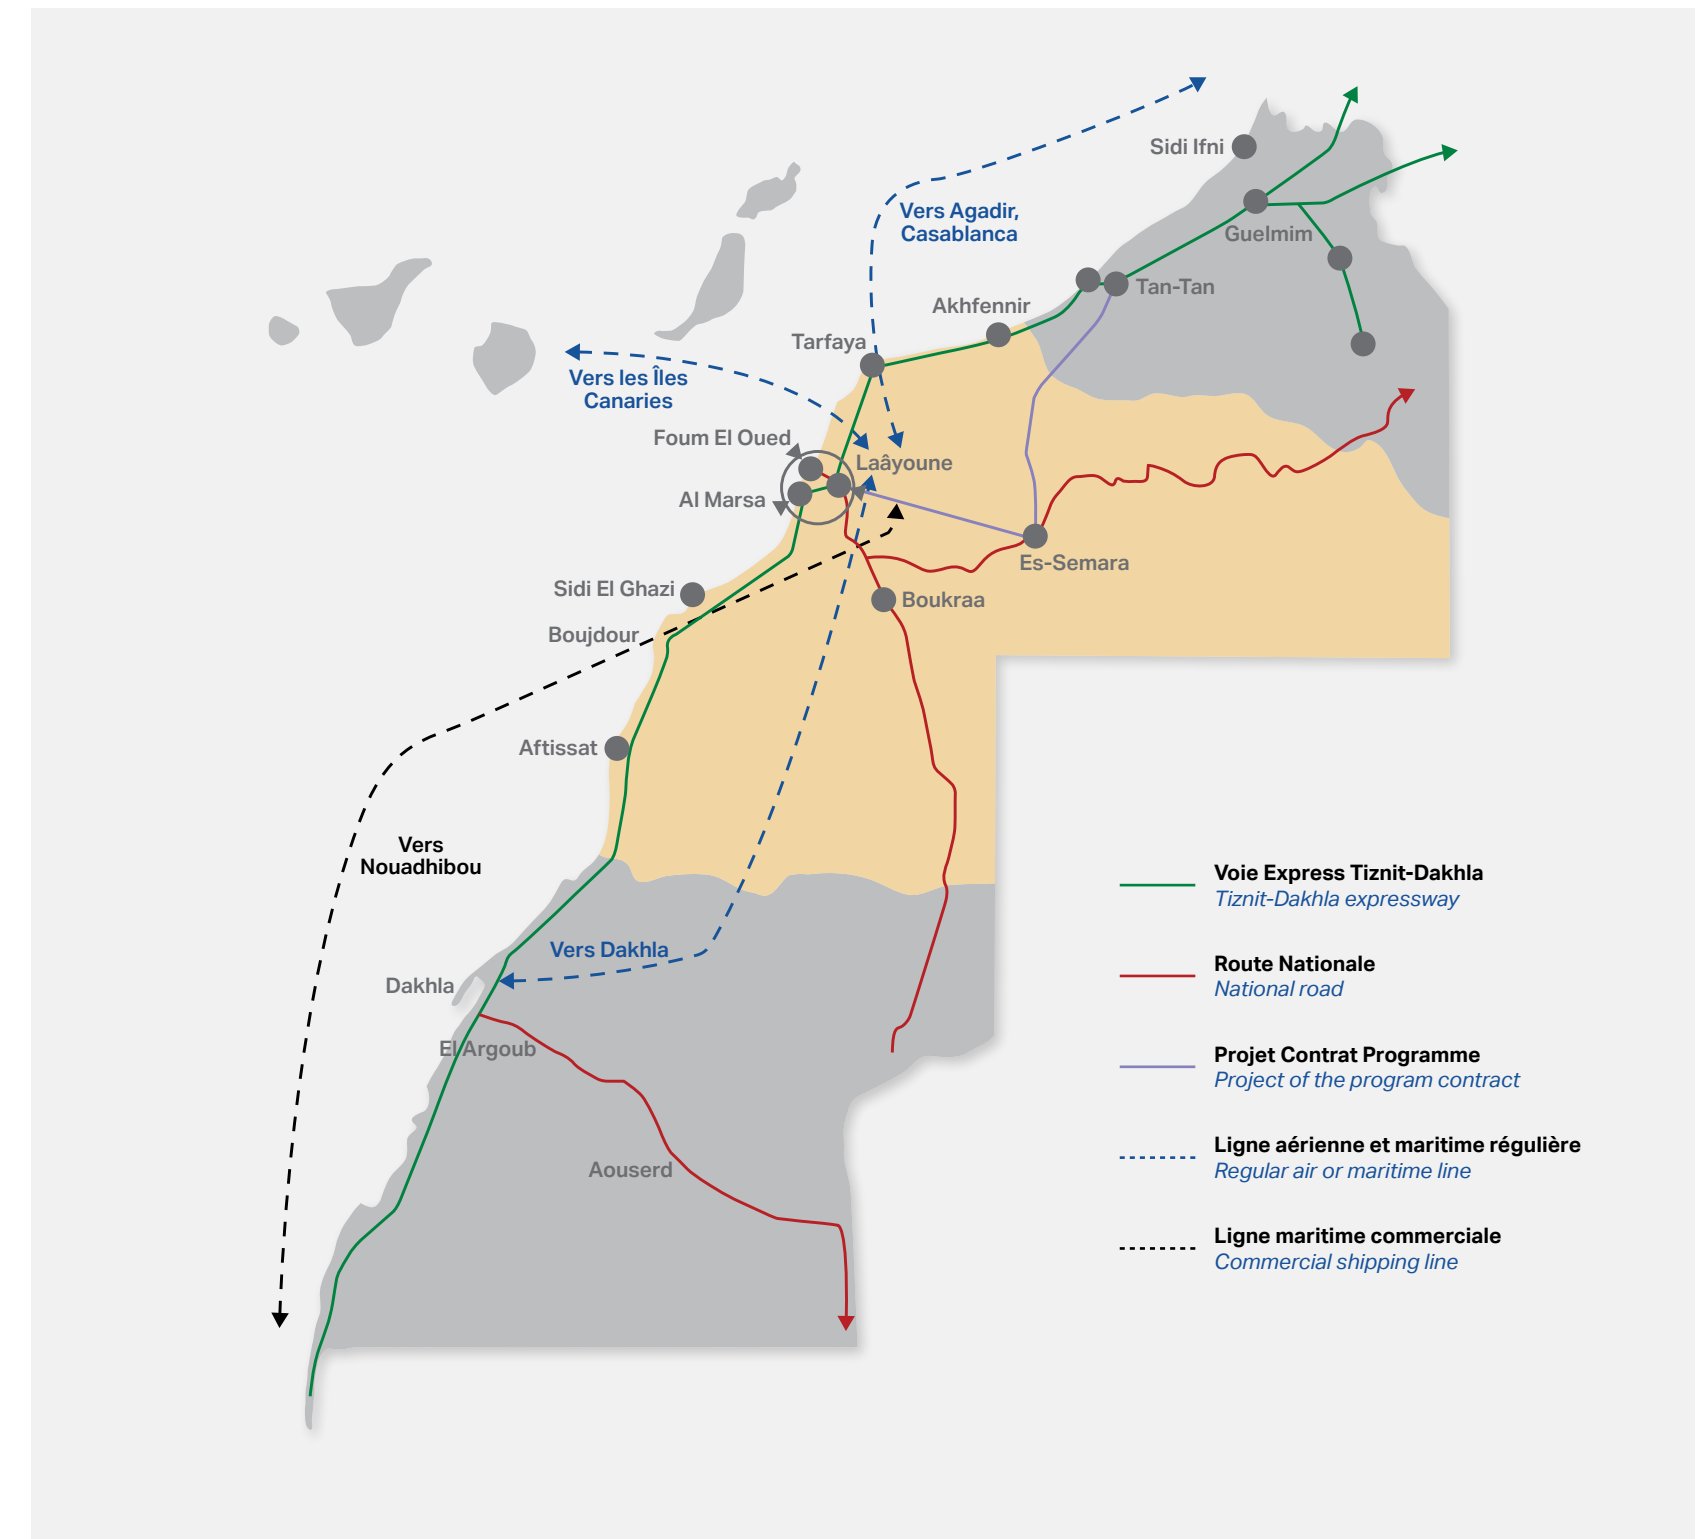 Sidi Ifni
Vers Agadir,
Casablanca
Guelmim
Tan-Tan
Akhfennir
Tarfaya
Vers les Îles
Canaries
Foum El Oued
Laâyoune
Al Marsa
Es-Semara
Sidi El Ghazi
Boukraa
Boujdour
Aftissat
Vers
Nouadhibou
Vers Dakhla
Dakhla
El Argoub
Aouserd
Voie Express Tiznit-Dakhla
Tiznit-Dakhla expressway
Route Nationale
National road
Projet Contrat Programme
Project of the program contract
Ligne aérienne et maritime régulière
Regular air or maritime line
Ligne maritime commerciale
Commercial shipping line